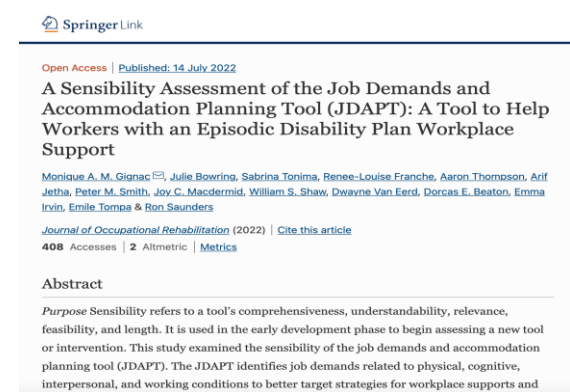 Springer Link
Open Access | Published: 14 July 2022
A Sensibility Assessment of the Job Demands and
Accommodation Planning Tool (JDAPT): A Tool to Help
Workers with an Episodic Disability Plan Workplace
Support
Monique A. M. Gignac, Julie Bowring, Sabrina Tonima, Renee-Louise Franche, Aaron Thompson, Arif
Jetha, Peter M. Smith, Joy C. Macdermid, William S. Shaw, Dwayne Van Eerd, Dorcas E. Beaton, Emma
Irvin, Emile Tompa & Ron Saunders
Journal of Occupational Rehabilitation (2022) | Cite this article
408 Accesses | 2 Altmetric | Metrics
Abstract
Purpose Sensibility refers to a tool's comprehensiveness, understandability, relevance,
feasibility, and length. It is used in the early development phase to begin assessing a new tool
or intervention. This study examined the sensibility of the job demands and accommodation
planning tool (JDAPT). The JDAPT identifies job demands related to physical, cognitive,
interpersonal, and working conditions to better target strategies for workplace supports and